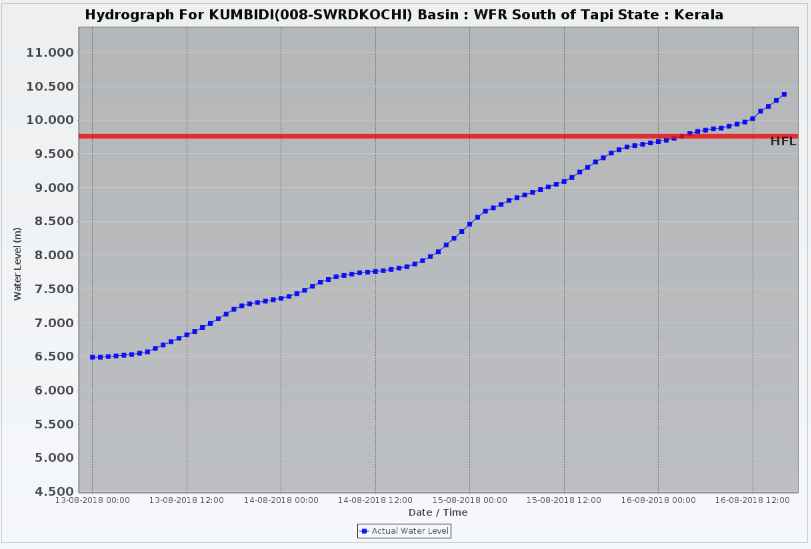 Hydrograph For KUMBIDI(008-SWRDKOCHI) Basin : WFR South of Tapi State : Kerala
11.000
10.500
10.000
9.500
9.000
8.500
8.000
7.500
7.000
6.500
6.000
5.500
5.000
4.500
Water Level(m)
HFL
13-08-2018 00:00 13-08-2018 12:00 14-08-2018 00:00 14-08-2018 12:00 15-08-2018 00:00 15-08-2018 12:00 16-08-2018 00:00 16-08-2018 12:00
Date / Time
Actual Water Level